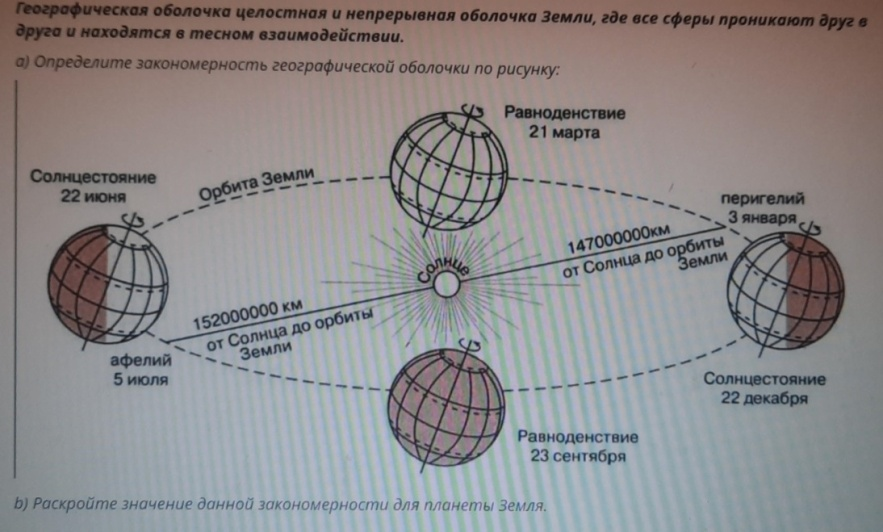 Географическая оболочка целостная и непрерывная оболочка Земли, где все сферы проникают друг в
друга и находятся в тесном взаимодействии.
а) Определите закономерность географической оболочки по рисунку:
Равноденствие
21 марта
Солнцестояние
22 июня
Орбита Земли
перигелий
3 января
Солнце
147000000км
от Солнца до орбиты
Земли
152000000 км
от Солнца до орбиты
Земли
афелий
5 июля
Солнцестояние
22 декабря
Равноденствие
23 сентября
b) Раскройте значение данной закономерности для планеты Земля.